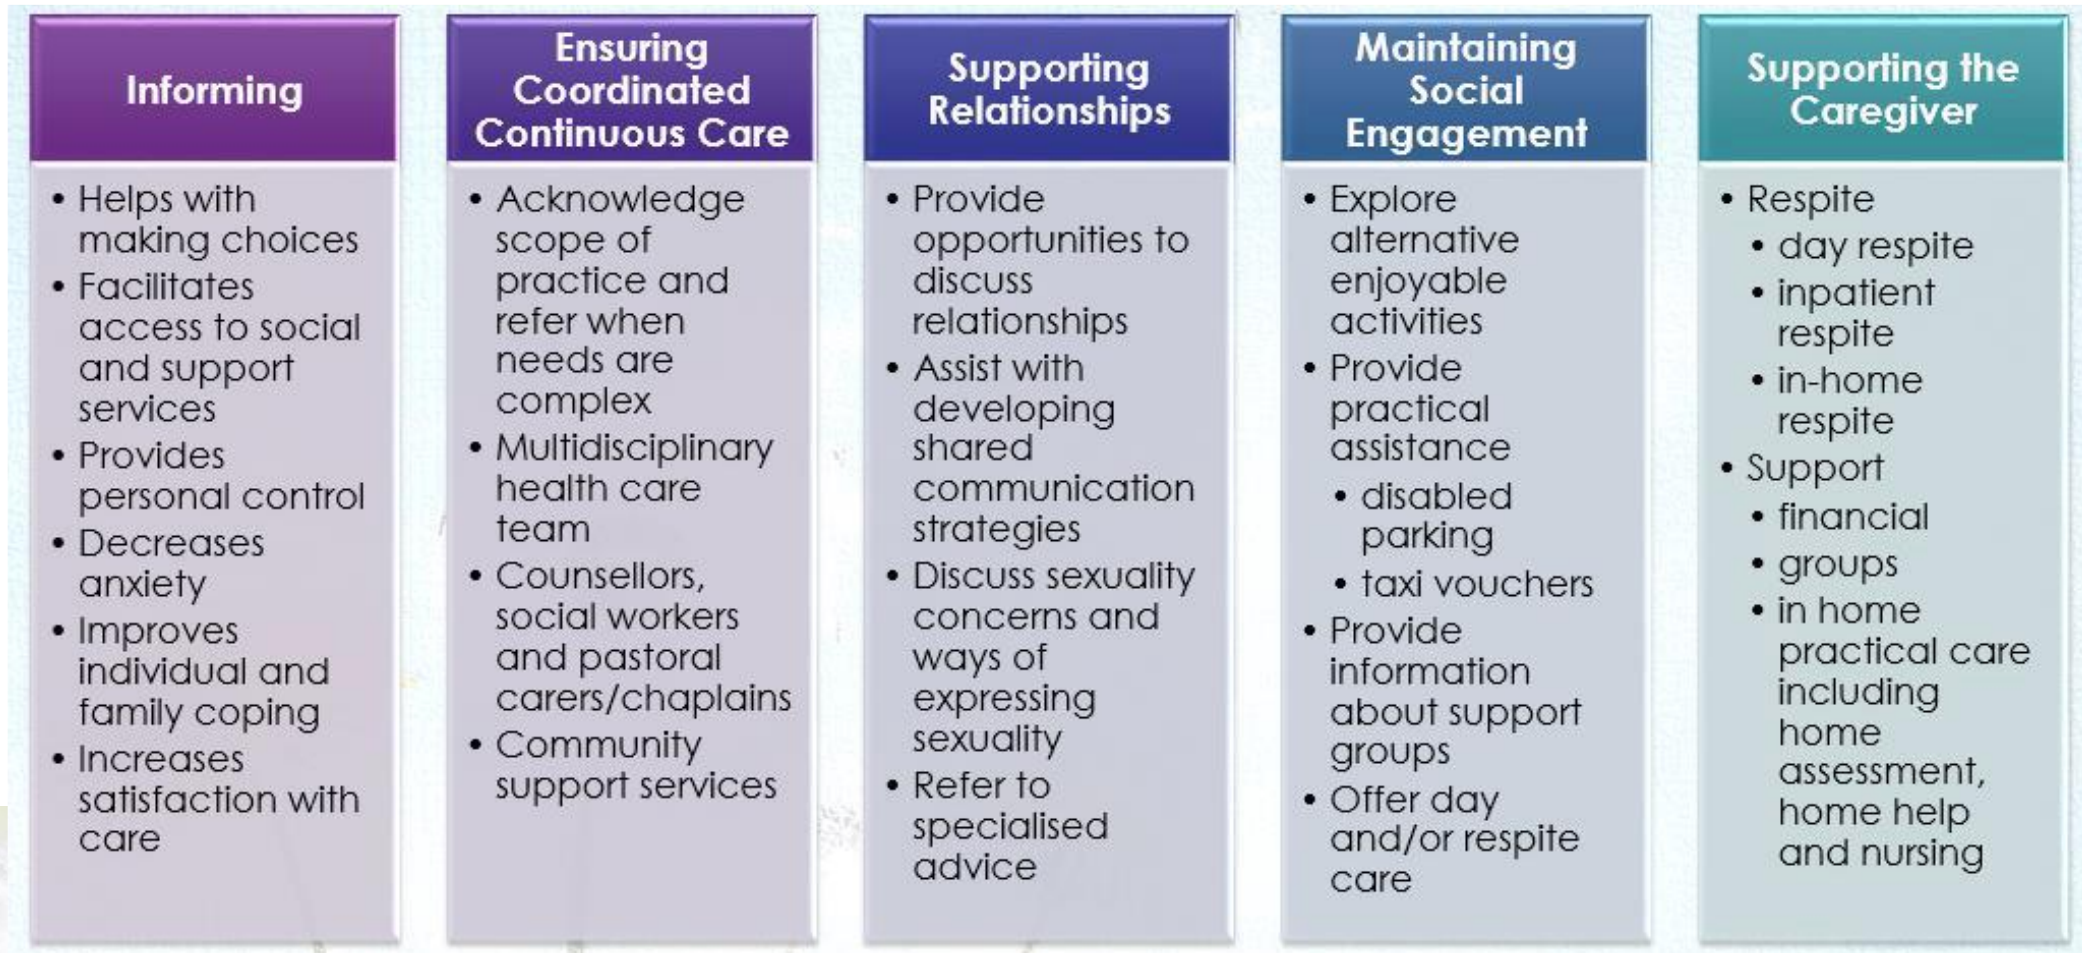 Informing
• Helps with
making choices
• Facilitates
access to social
and support
services
• Provides
personal control
• Decreases
anxiety
• Improves
individual and
family coping
• Increases
satisfaction with
care
Ensuring
Coordinated
Continuous Care
• Acknowledge
scope of
practice and
refer when
needs are
complex
• Multidisciplinary
health care
team
• Counsellors,
social workers
and pastoral
carers/chaplains
• Community
support services
Supporting
Relationships
• Provide
opportunities to
discuss
relationships
• Assist with
developing
shared
communication
strategies
• Discuss sexuality
concerns and
ways of
expressing
sexuality
• Refer to
specialised
advice
Maintaining
Social
Engagement
• Explore
alternative
enjoyable
activities
• Provide
practical
assistance
• disabled
parking
• taxi vouchers
• Provide
information
about support
groups
• Offer day
and/or respite
care
Supporting the
Caregiver
• Respite
• day respite
• inpatient
respite
• in-home
respite
• Support
• financial
• groups
• in home
practical care
including
home
assessment,
home help
and nursing